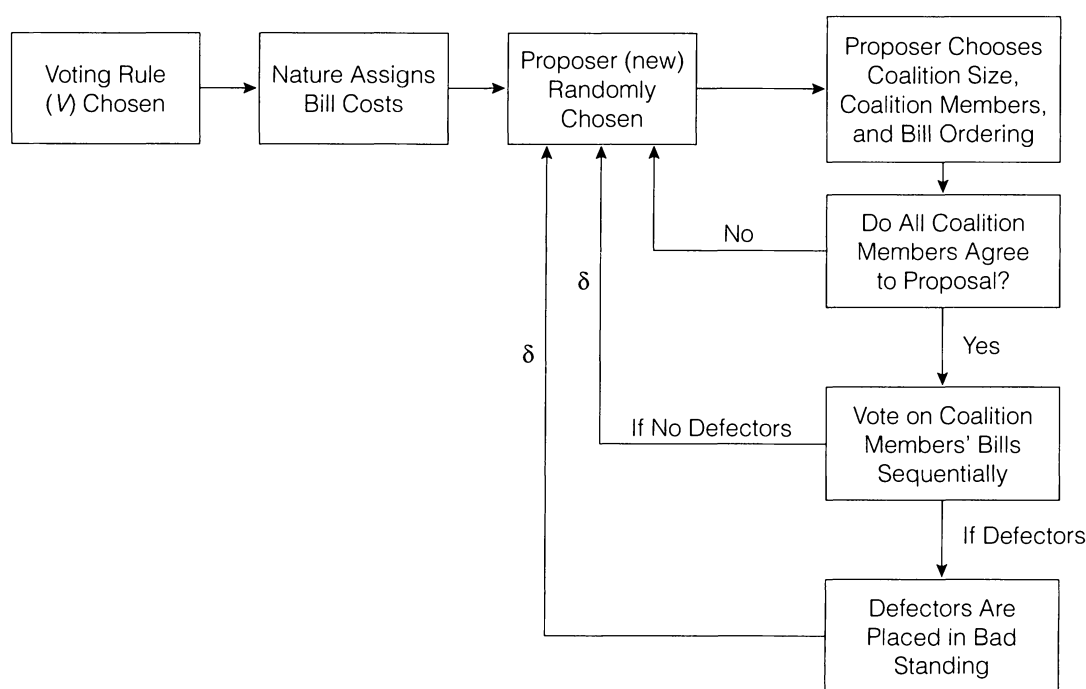 Voting Rule
(V) Chosen
Nature Assigns
Bill Costs
Proposer (new)
Randomly
Chosen
Proposer Chooses
Coalition Size,
Coalition Members,
and Bill Ordering
Do All Coalition
Members Agree
to Proposal?
No
Yes
δ
δ
Vote on Coalition
Members' Bills
Sequentially
If No Defectors
If Defectors
Defectors Are
Placed in Bad
Standing